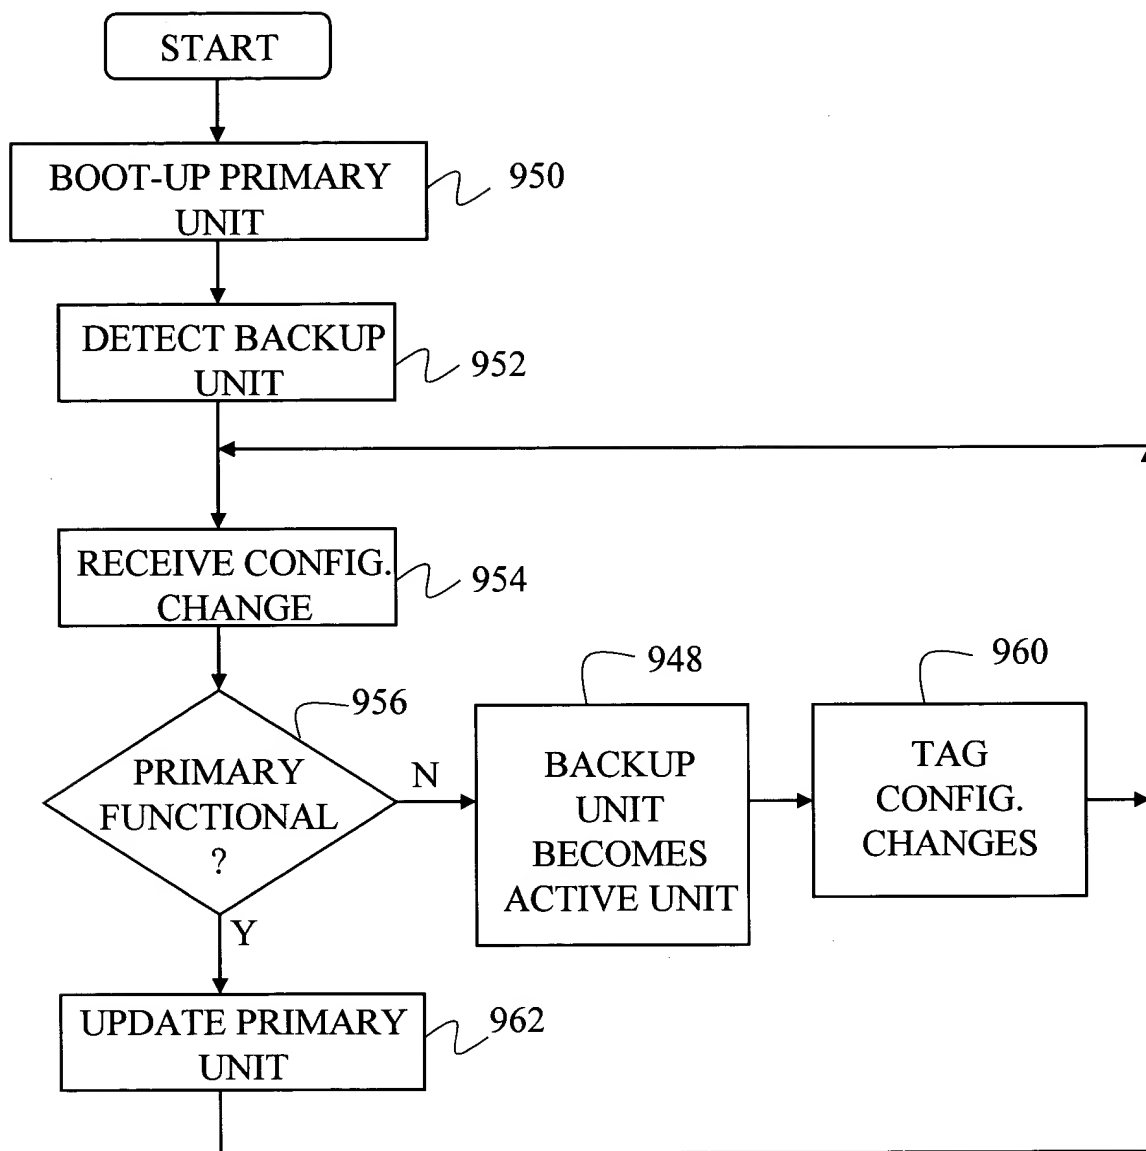 START
BOOT-UP PRIMARY
UNIT
950
DETECT BACKUP
UNIT
952
RECEIVE CONFIG.
CHANGE
954
956
PRIMARY
FUNCTIONAL
?
N
Y
948
BACKUP
UNIT
BECOMES
ACTIVE UNIT
960
TAG
CONFIG.
CHANGES
UPDATE PRIMARY
UNIT
962